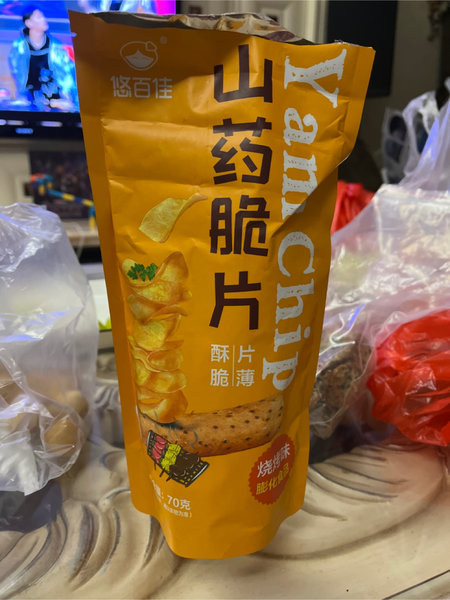 悠百佳
山药脆片
Yam Chip
酥脆
片薄
烧烤味
膨化食品
70克